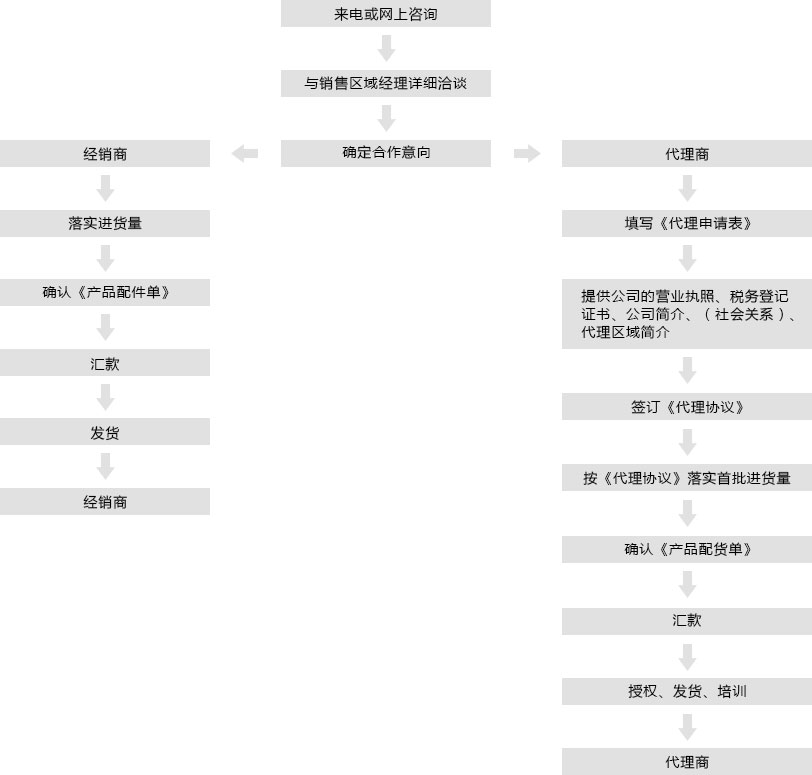 来电或网上咨询
与销售区域经理详细洽谈
确定合作意向
经销商
落实进货量
确认《产品配件单》
汇款
发货
经销商
代理商
填写《代理申请表》
提供公司的营业执照、税务登记
证书、公司简介、（社会关系）、
代理区域简介
签订《代理协议》
按《代理协议》落实首批进货量
确认《产品配货单》
汇款
授权、发货、培训
代理商